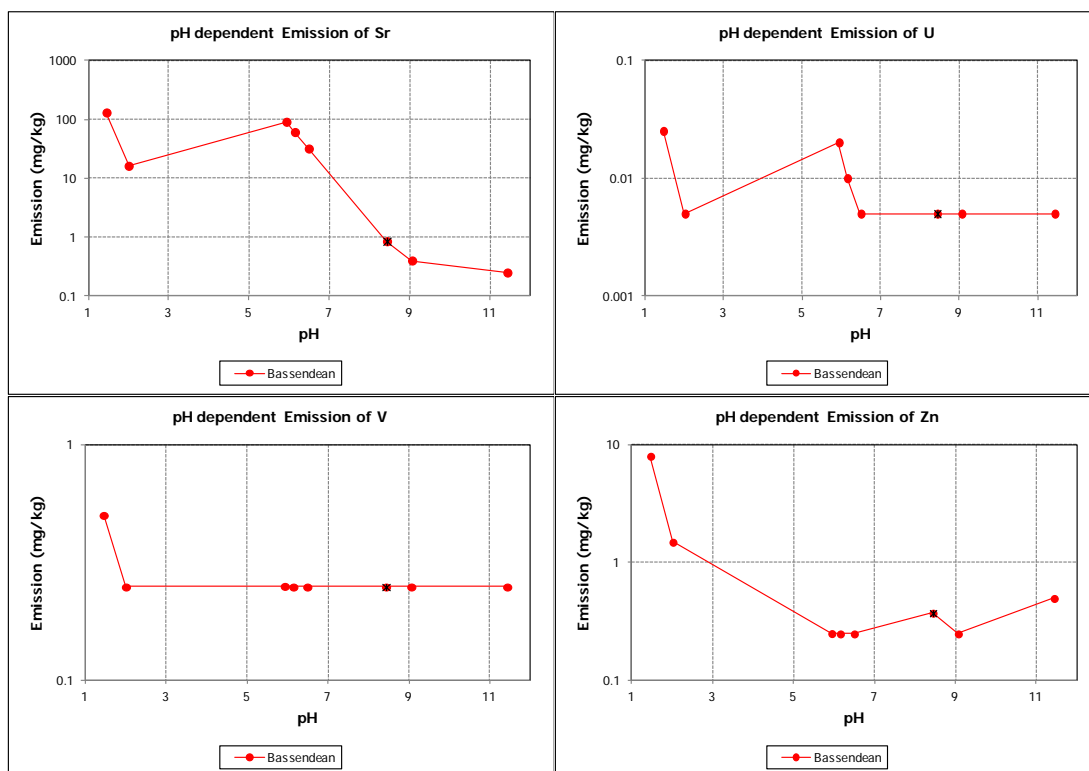 pH dependent Emission of Sr
Emission (mg/kg)
1000
100
10
1
0.1
1 3 5 7 9 11
pH
Bassendean
pH dependent Emission of U
Emission (mg/kg)
0.1
0.01
0.001
1 3 5 7 9 11
pH
Bassendean
pH dependent Emission of V
Emission (mg/kg)
1
0.1
1 3 5 7 9 11
pH
Bassendean
pH dependent Emission of Zn
Emission (mg/kg)
10
1
0.1
1 3 5 7 9 11
pH
Bassendean